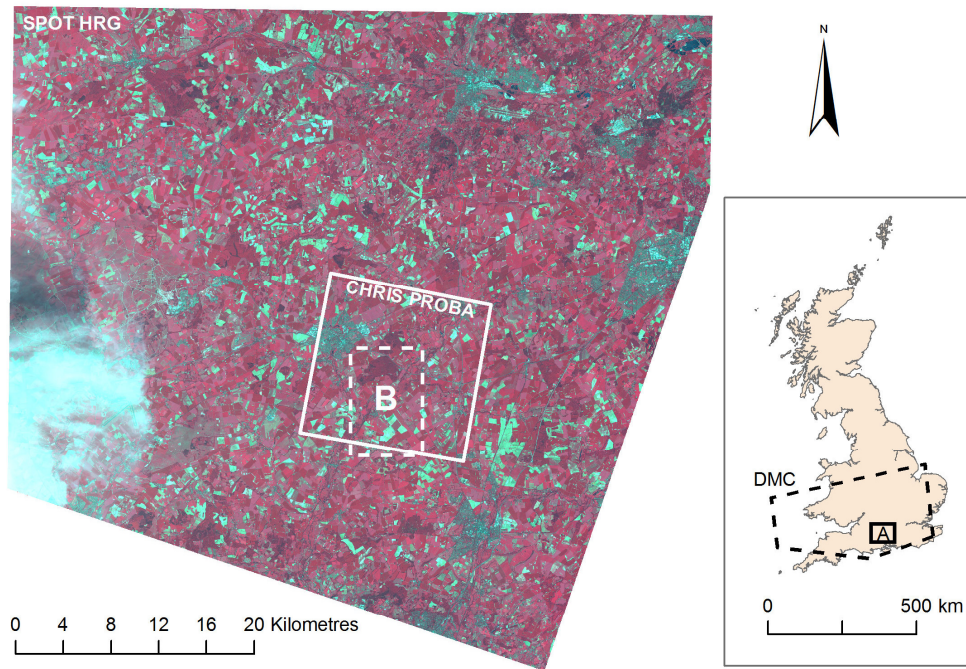 SPOT HRG
N
CHRIS PROBA
B
DMC
A
0 4 8 12 16 20 Kilometres
0 500 km